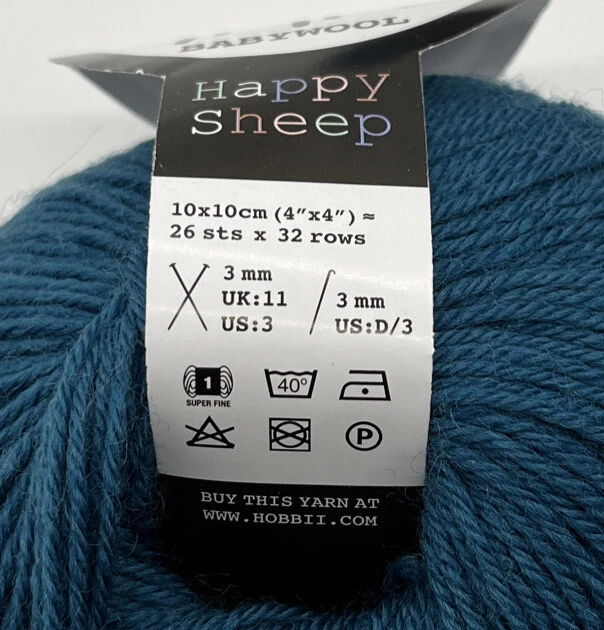 BABYWOOL
Happy
Sheep
10x10cm (4"x4") ≈
26 sts x 32 rows
3 mm
UK:11
US:3
3 mm
US:D/3
1
SUPER FINE
40°
P
BUY THIS YARN AT
WWW.HOBBII.COM